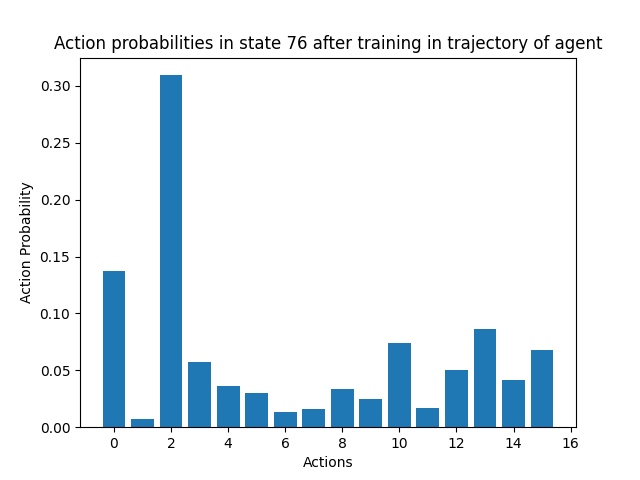 Action probabilities in state 76 after training in trajectory of agent
0.30
0.25
0.20
0.15
0.10
0.05
0.00
Action Probability
0 2 4 6 8 10 12 14 16
Actions